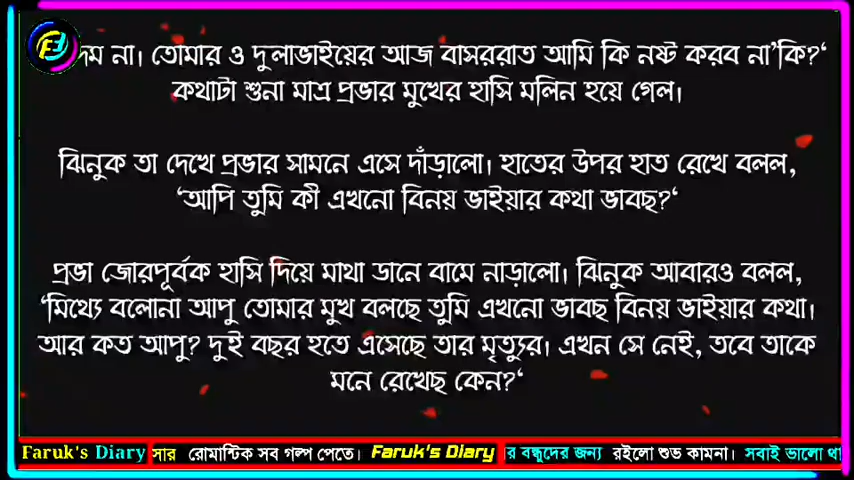 না। তোমার ও দুলাভাইয়ের আজ বাসররাত আমি কি নষ্ট করব না'কি?‘
কথাটা শুনা মাত্র প্রভার মুখের হাসি মলিন হয়ে গেল।
ঝিনুক তা দেখে প্রভার সামনে এসে দাঁড়ালো। হাতের উপর হাত রেখে বলল,
‘আপি তুমি কী এখনো বিনয় ভাইয়ার কথা ভাবছ?‘
প্রভা জোরপূর্বক হাসি দিয়ে মাথা ডানে বামে নাড়ালো। ঝিনুক আবারও বলল,
‘মিথ্যে বলোনা আপু তোমার মুখ বলছে তুমি এখনো ভাবছ বিনয় ভাইয়ার কথা।
আর কত আপু? দুই বছর হতে এসেছে তার মৃত্যুর। এখন সে নেই, তবে তাকে
মনে রেখেছ কেন?‘
Faruk's Diary সার রোমান্টিক সব গল্প পেতে। Faruk's Diary র বন্ধুদের জন্য রইলো শুভ কামনা। সবাই ভালো